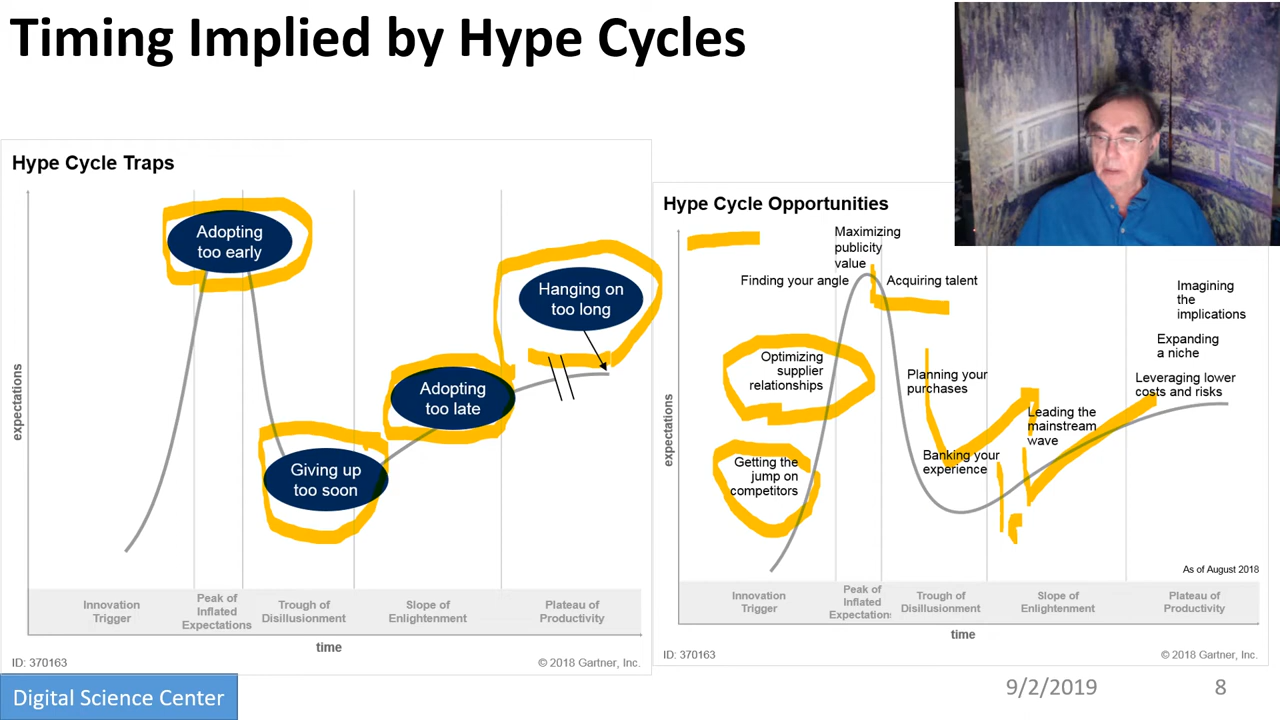 Timing Implied by Hype Cycles
Hype Cycle Traps
Adopting
too early
Hanging on
too long
Adopting
too late
Giving up
too soon
expectations
Innovation
Trigger
Peak of
Inflated
Expectations
Trough of
Disillusionment
Slope of
Enlightenment
Plateau of
Productivity
time
ID: 370163
© 2018 Gartner, Inc.
Hype Cycle Opportunities
Maximizing
publicity
value
Finding your angle
Acquiring talent
Imagining
the
implications
Expanding
a niche
Optimizing
supplier
relationships
Planning your
purchases
Leveraging lower
costs and risks
Leading the
mainstream
wave
Getting the
jump on
competitors
Banking your
experience
expectations
As of August 2018
Innovation
Trigger
Peak of
Inflated
Expectations
Trough of
Disillusionment
Slope of
Enlightenment
Plateau of
Productivity
time
ID: 370163
© 2018 Gartner, Inc.
Digital Science Center
9/2/2019
8